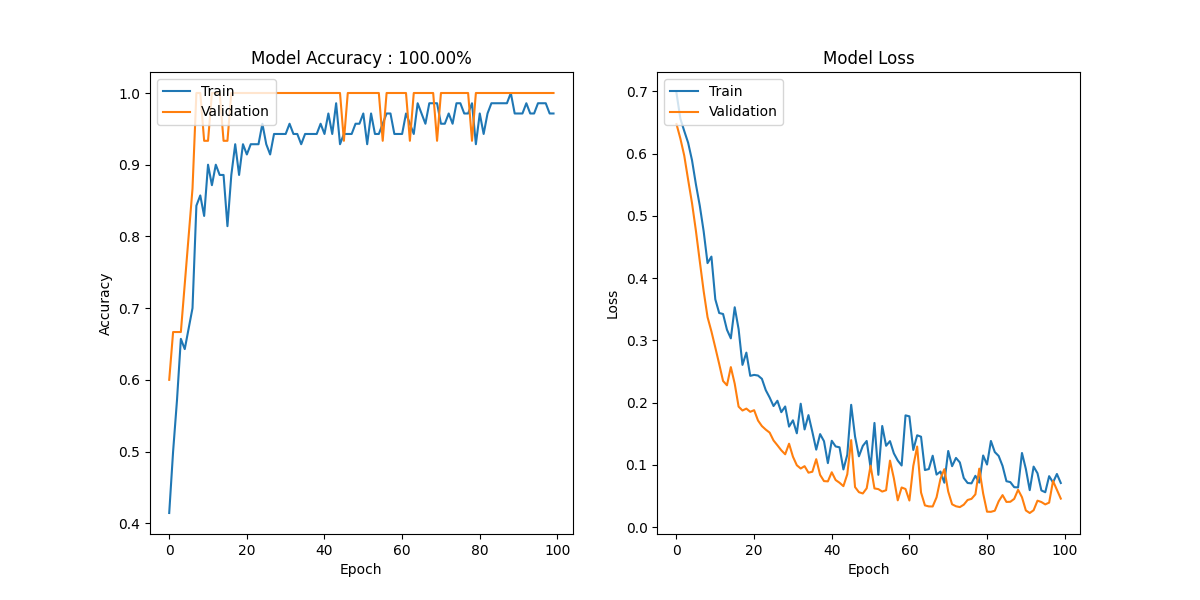 Model Accuracy : 100.00%
Train
Validation
1.0
0.9
0.8
0.7
0.6
0.5
0.4
Accuracy
0 20 40 60 80 100
Epoch
Model Loss
Train
Validation
0.7
0.6
0.5
0.4
0.3
0.2
0.1
0.0
Loss
0 20 40 60 80 100
Epoch